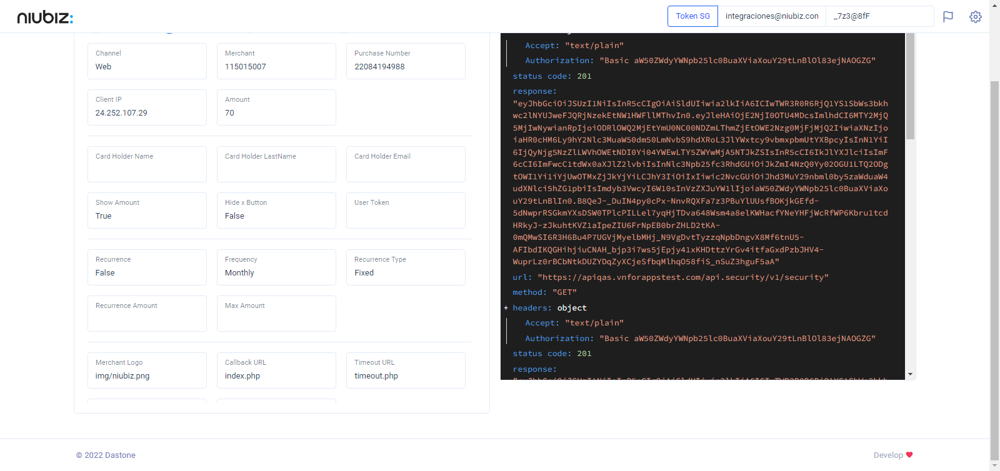 niubiz:
Token SG
integraciones@niubiz.con
_7z3@8fF
Channel
Web
Merchant
115015007
Purchase Number
22084194988
Client IP
24.252.107.29
Amount
70
Card Holder Name
Card Holder LastName
Card Holder Email
Show Amount
True
Hide x Button
False
User Token
Recurrence
False
Frequency
Monthly
Recurrence Type
Fixed
Recurrence Amount
Max Amount
Merchant Logo
img/niubiz.png
Callback URL
index.php
Timeout URL
timeout.php
Accept: "text/plain"
Authorization: "Basic aW50ZWdyYWNpb25lc0BuaXViaXouY29tLnBlOl83ejNAOGZG"
status code: 201
response:
"eyJhbGciOiJSUzI1NiIsInR5cCIgOiAiSldUIiwia2lkIiA6ICIwTWR3R0R6RjQ1YS1SbWs3bkh
wc2lNYUJweFJQRjNzekEtNW1HWFllMThvIn0.eyJleHAiOjE2NjI0OTU4MDcsImlhdCI6MTY2MjQ
5MjIwNywianRpIjoiODRlOWQ2MjEtYmU0NC00NDZmLThmZjEtOWE2Nzg0MjFjMjQ2IiwiaXNzIjo
iaHR0cHM6Ly9hY2Nlc3MuaW50dm50LmNvbS9hdXRoL3JlYWxtcy9vbmxpbmUtYXBpcyIsInN1YiI
6IjQyNjg5NzZlLWVhOWEtNDI0Yi04YWEwLTY5ZWYwMjA5NTJkZSIsInR5cCI6IkJlYXJlciIsImF
6cCI6ImFwcC1tdWx0aXJlZ2lvbiIsInNlc3Npb25fc3RhdGUiOiJkZmI4NzQ0Yy02OGU1LTQ2ODg
tOWI1Yi1iYjUwOTMxZjJkYjYiLCJhY3IiOiIxIiwic2NvcGUiOiJhd3MuY29nbml0by5zaWduaW4
udXNlci5hZG1pbiIsImdyb3VwcyI6W10sInVzZXJuYW1lIjoiaW50ZWdyYWNpb25lc0BuaXViaXo
uY29tLnBlIn0.B8QeJ-_DuIN4py0cPx-NnvRQXFa7z3PBuYlUUsfBOKjkGEfd-
5dNwprRSGkmYXsDSW0TPlcPILLel7yqHjTDva648Wsm4a8elKWHacfYNeYHFjWcRfWP6Kbru1tcd
HRkyJ-zJkuhtKVZ1aIpeZIU6FrNpEB0brZHLD2tKA-
0mQMwSI6R3H6Bu4P7UGVjMyelbMHj_N9VgDvtTyzzqNpbDngvX8Mf6tnU5-
AFIbdIKQGHihjiuCNAH_bjp3i7ws5jEpjy41xKHDttzYrGv4itfaGxdPzbJHV4-
WuprLz0rBCbNtkDUZYDqZyXCjeSfbqMlhqO58fiS_nSuZ3hguF5aA"
url: "https://apiqas.vnforappstest.com/api.security/v1/security"
method: "GET"
+ headers: object
Accept: "text/plain"
Authorization: "Basic aW50ZWdyYWNpb25lc0BuaXViaXouY29tLnBlOl83ejNAOGZG"
status code: 201
response:
© 2022 Dastone
Develop